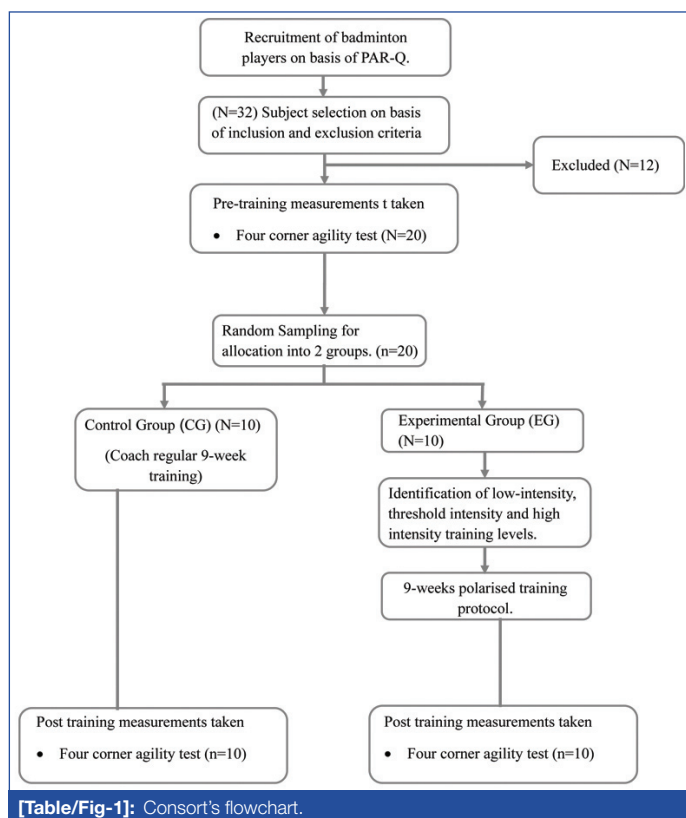 Recruitment of badminton
players on basis of PAR-Q.
(N=32) Subject selection on basis
of inclusion and exclusion criteria
Excluded (N=12)
Pre-training measurements t taken
• Four corner agility test (N=20)
Random Sampling for
allocation into 2 groups. (n=20)
Control Group (CG) (N=10)
(Coach regular 9-week
training)
Experimental Group (EG)
(N=10)
Identification of low-intensity,
threshold intensity and high
intensity training levels.
9-weeks polarised training
protocol.
Post training measurements taken
• Four corner agility test (n=10)
Post training measurements taken
• Four corner agility test (n=10)
[Table/Fig-1]: Consort’s flowchart.